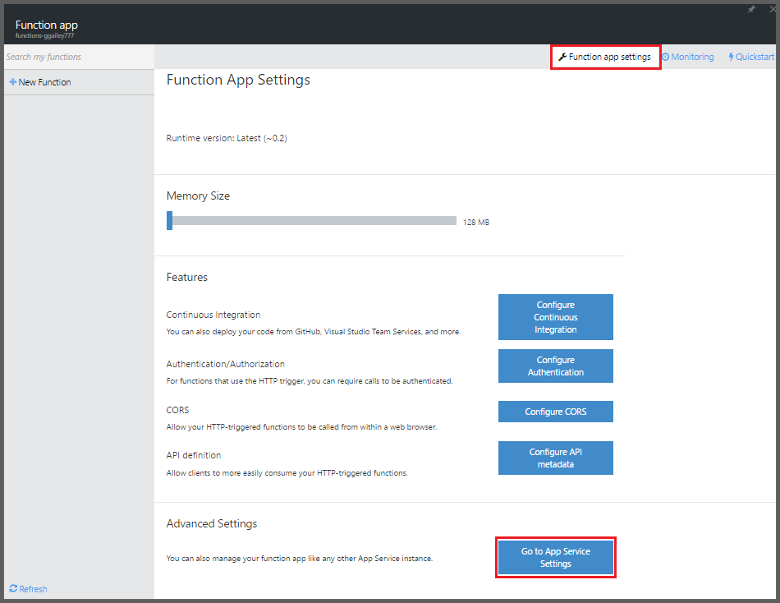 Function app
functions-ggailey777
Search my functions
Function app settings
Monitoring
Quickstart
New Function
Function App Settings
Runtime version: Latest (~0.2)
Memory Size
128 MB
Features
Continuous Integration
You can also deploy your code from GitHub, Visual Studio Team Services, and more.
Configure
Continuous
Integration
Authentication/Authorization
For functions that use the HTTP trigger, you can require calls to be authenticated.
Configure
Authentication
CORS
Allow your HTTP-triggered functions to be called from within a web browser.
Configure CORS
API definition
Allow clients to more easily consume your HTTP-triggered functions.
Configure API
metadata
Advanced Settings
You can also manage your function app like any other App Service instance.
Go to App Service
Settings
Refresh